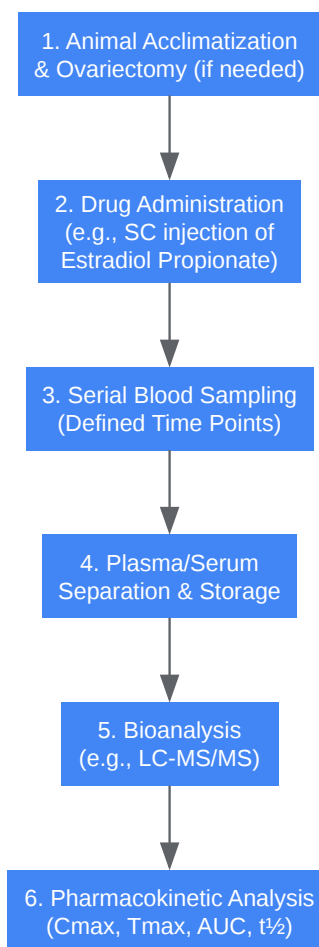 1. Animal Acclimatization
& Ovariectomy (if needed)
2. Drug Administration
(e.g., SC injection of
Estradiol Propionate)
3. Serial Blood Sampling
(Defined Time Points)
4. Plasma/Serum
Separation & Storage
5. Bioanalysis
(e.g., LC-MS/MS)
6. Pharmacokinetic Analysis
(Cmax, Tmax, AUC, t½)